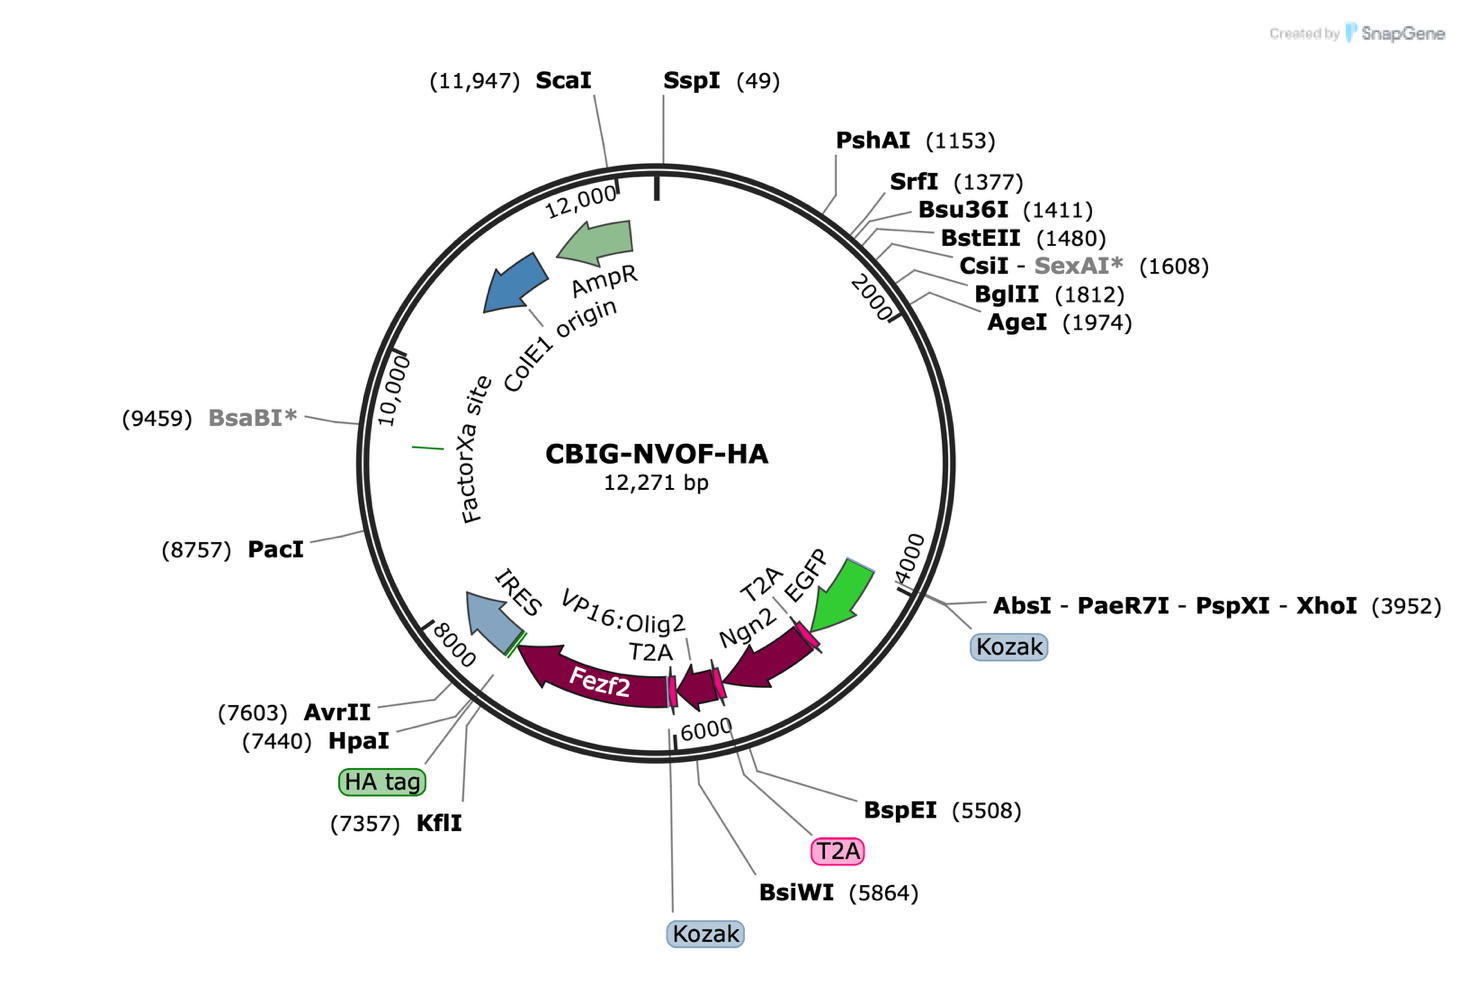 Created by SnapGene
(11,947) ScaI
SspI (49)
PshAI (1153)
SrfI (1377)
Bsu36I (1411)
BstEII (1480)
CsiI - SexAI* (1608)
BglII (1812)
AgeI (1974)
12,000
2000
AmpR
ColE1 origin
10,000
FactorXa site
(9459) BsaBI*
CBIG-NVOF-HA
12,271 bp
(8757) PacI
4000
EGFP
T2A
IRES
VP16:Olig2
Ngn2
T2A
Fezf2
8000
6000
AbsI - PaeR7I - PspXI - XhoI (3952)
Kozak
(7603) AvrII
(7440) HpaI
HA tag
(7357) KflI
BspEI (5508)
T2A
BsiWI (5864)
Kozak